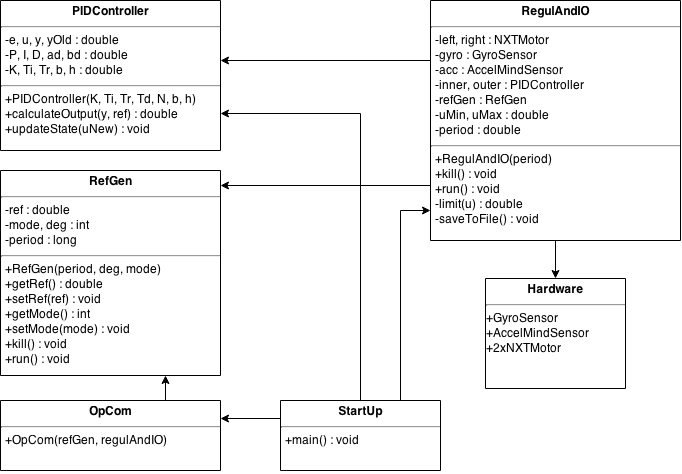 PIDController
-e, u, y, yOld : double
-P, I, D, ad, bd : double
-K, Ti, Tr, b, h : double
+PIDController(K, Ti, Tr, Td, N, b, h)
+calculateOutput(y, ref) : double
+updateState(uNew) : void
RegulAndIO
-left, right : NXTMotor
-gyro : GyroSensor
-acc : AccelMindSensor
-inner, outer : PIDController
-refGen : RefGen
-uMin, uMax : double
-period : double
+RegulAndIO(period)
+kill() : void
+run() : void
-limit(u) : double
-saveToFile() : void
RefGen
-ref : double
-mode, deg : int
-period : long
+RefGen(period, deg, mode)
+getRef() : double
+setRef(ref) : void
+getMode() : int
+setMode(mode) : void
+kill() : void
+run() : void
Hardware
+GyroSensor
+AccelMindSensor
+2xNXTMotor
OpCom
+OpCom(refGen, regulAndIO)
StartUp
+main() : void